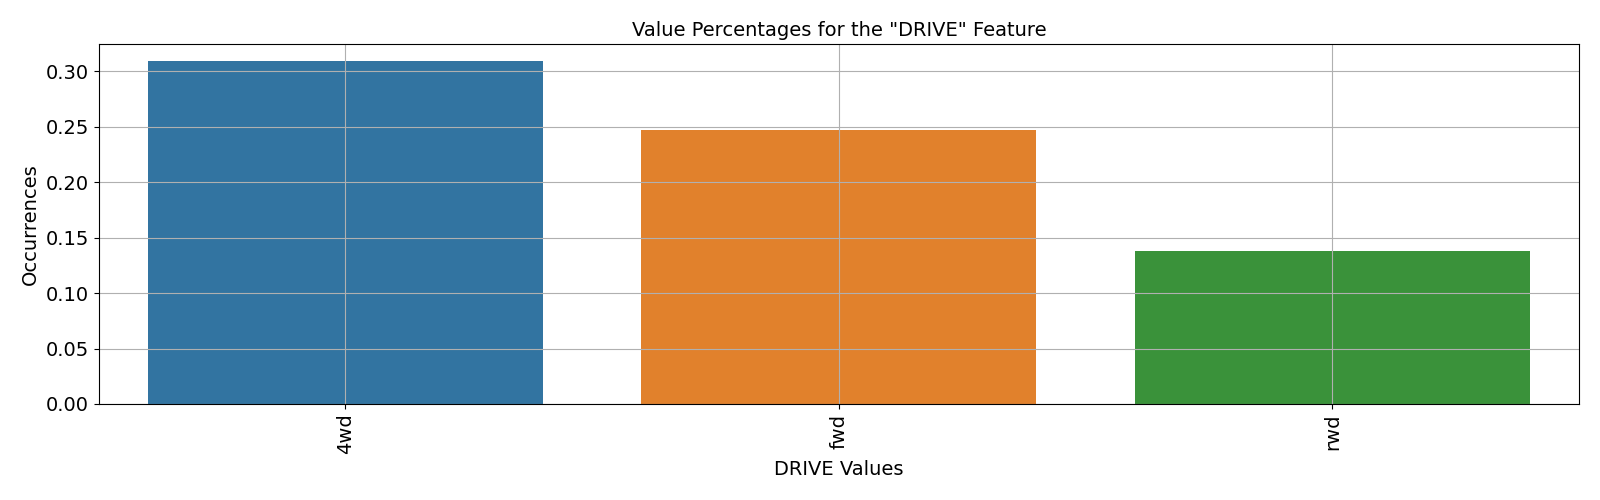 Value Percentages for the "DRIVE" Feature
Occurrences
0.30
0.25
0.20
0.15
0.10
0.05
0.00
4wd
fwd
rwd
DRIVE Values